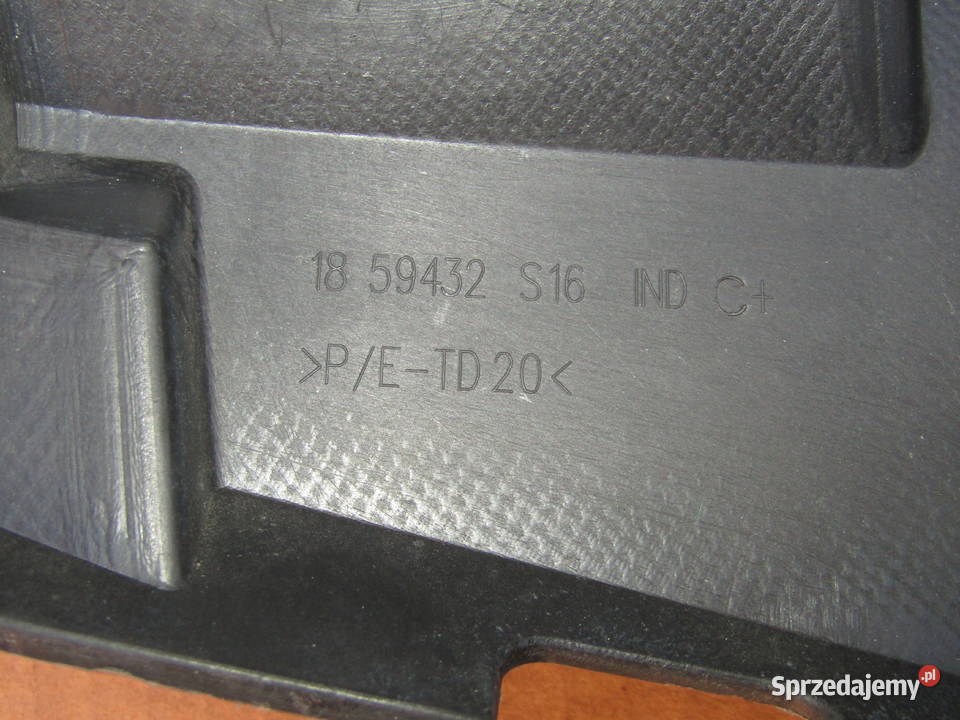 18 59432 S16 IND C+
>P/E-TD20<
Sprzedajemy.pl